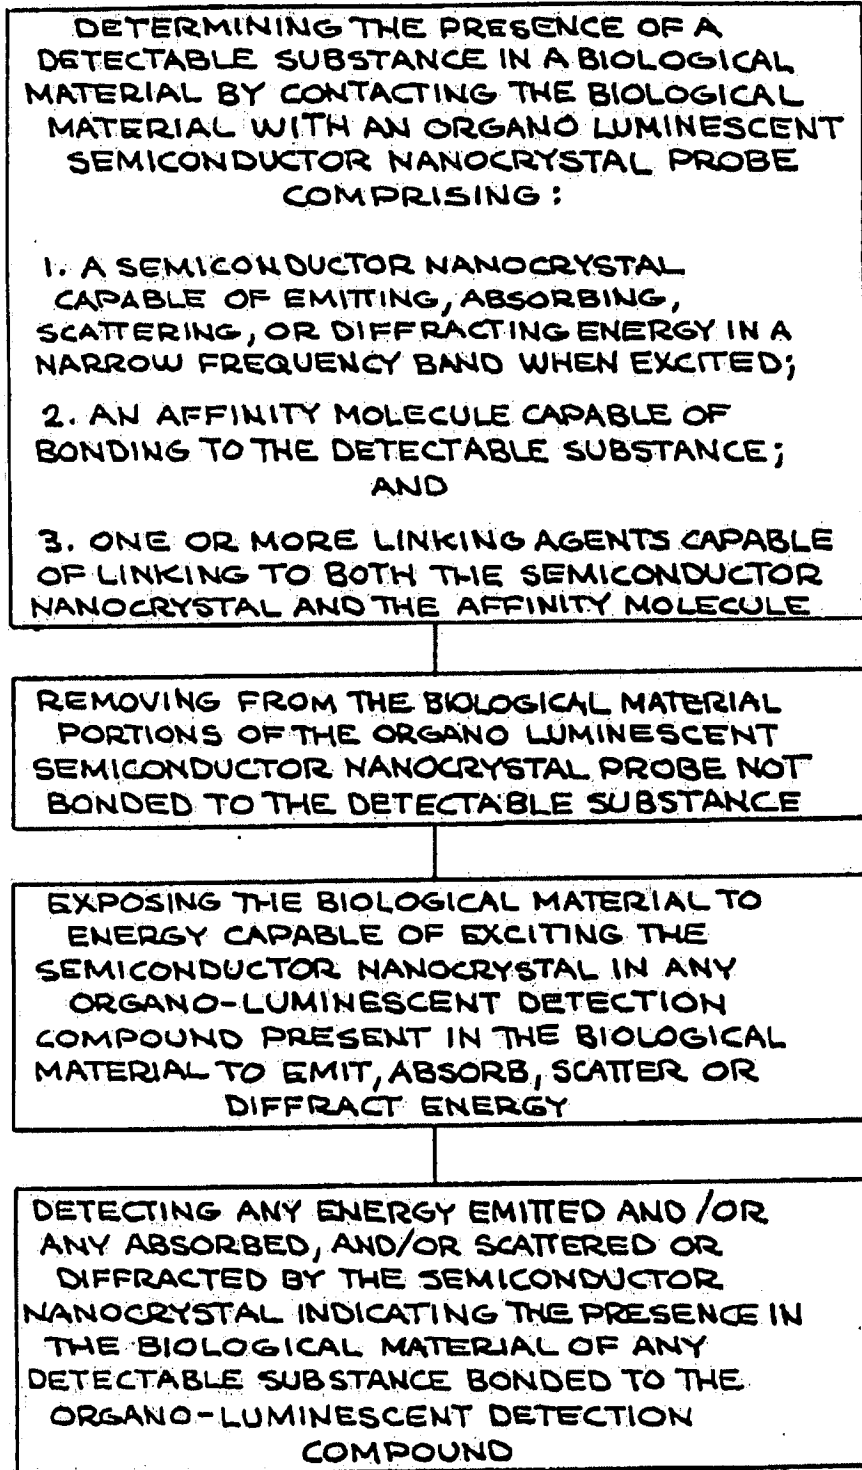 DETERMINING THE PRESENCE OF A
DETECTABLE SUBSTANCE IN A BIOLOGICAL
MATERIAL BY CONTACTING THE BIOLOGICAL
MATERIAL WITH AN ORGANO LUMINESCENT
SEMICONDUCTOR NANOCRYSTAL PROBE
COMPRISING:
1. A SEMICONDUCTOR NANOCRYSTAL
CAPABLE OF EMITTING, ABSORBING,
SCATTERING, OR DIFFRACTING ENERGY IN A
NARROW FREQUENCY BAND WHEN EXCITED;
2. AN AFFINITY MOLECULE CAPABLE OF
BONDING TO THE DETECTABLE SUBSTANCE;
AND
3. ONE OR MORE LINKING AGENTS CAPABLE
OF LINKING TO BOTH THE SEMICONDUCTOR
NANOCRYSTAL AND THE AFFINITY MOLECULE
REMOVING FROM THE BIOLOGICAL MATERIAL
PORTIONS OF THE ORGANO LUMINESCENT
SEMICONDUCTOR NANOCRYSTAL PROBE NOT
BONDED TO THE DETECTABLE SUBSTANCE
EXPOSING THE BIOLOGICAL MATERIAL TO
ENERGY CAPABLE OF EXCITING THE
SEMICONDUCTOR NANOCRYSTAL IN ANY
ORGANO-LUMINESCENT DETECTION
COMPOUND PRESENT IN THE BIOLOGICAL
MATERIAL TO EMIT, ABSORB, SCATTER OR
DIFFRACT ENERGY
DETECTING ANY ENERGY EMITTED AND/OR
ANY ABSORBED, AND/OR SCATTERED OR
DIFFRACTED BY THE SEMICONDUCTOR
NANOCRYSTAL INDICATING THE PRESENCE IN
THE BIOLOGICAL MATERIAL OF ANY
DETECTABLE SUBSTANCE BONDED TO THE
ORGANO-LUMINESCENT DETECTION
COMPOUND